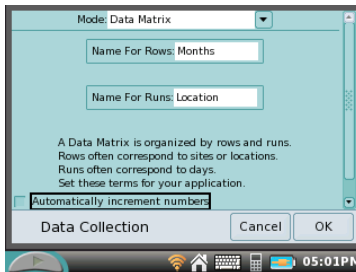 Mode: Data Matrix
Name For Rows: Months
Name For Runs: Location
A Data Matrix is organized by rows and runs.
Rows often correspond to sites or locations.
Runs often correspond to days.
Set these terms for your application.
Automatically increment numbers
Data Collection Cancel OK
05:01PM